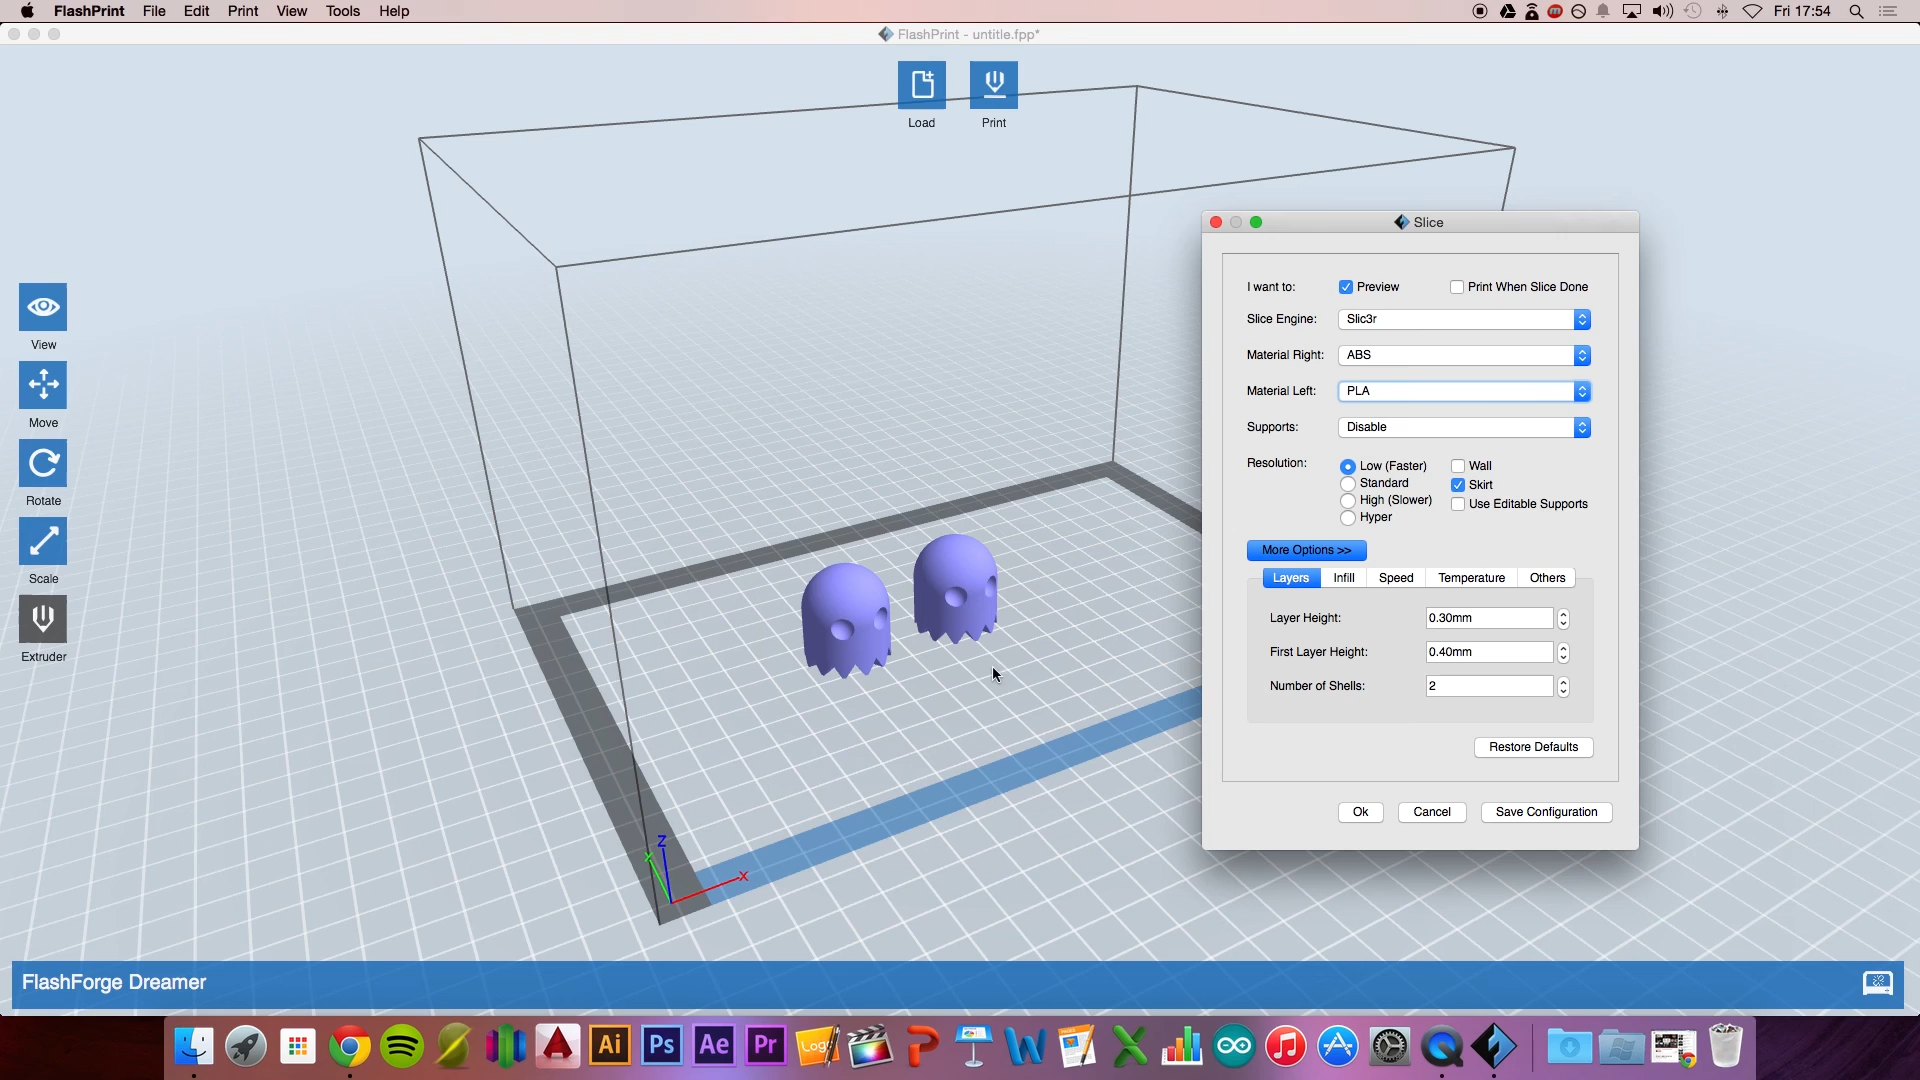 FlashPrint File Edit Print View Tools Help Fri 17:54
FlashPrint - untitle.fpp*
Load
Print
View
Move
Rotate
Scale
Extruder
Slice
I want to: Preview Print When Slice Done
Slice Engine: Slic3r
Material Right: ABS
Material Left: PLA
Supports: Disable
Resolution: Low (Faster) Wall
Standard Skirt
High (Slower) Use Editable Supports
Hyper
More Options >>
Layers Infill Speed Temperature Others
Layer Height: 0.30mm
First Layer Height: 0.40mm
Number of Shells: 2
Restore Defaults
Ok Cancel Save Configuration
Z
X
FlashForge Dreamer
Ai Ps Ae Pr